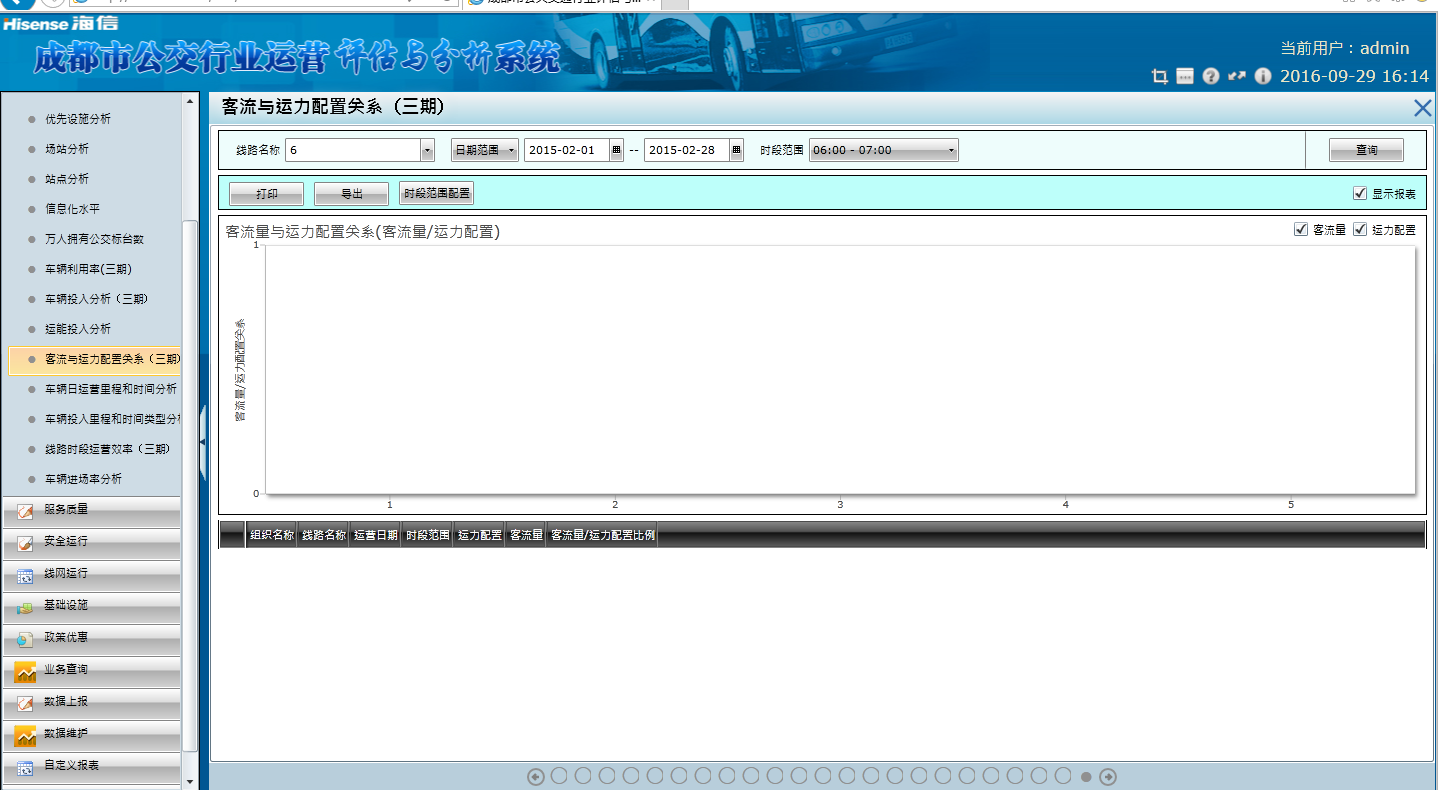 Hisense 海信
成都市公交行业运营评估与分析系统
当前用户：admin
2016-09-29 16:14
优先设施分析
场站分析
站点分析
信息化水平
万人拥有公交标台数
车辆利用率(三期)
车辆投入分析（三期）
运能投入分析
客流与运力配置关系（三期）
车辆日运营里程和时间分析
车辆投入里程和时间类型分
线路时段运营效率（三期）
车辆进场率分析
服务质量
安全运行
线网运行
基础设施
政策优惠
业务查询
数据上报
数据维护
自定义报表
客流与运力配置关系（三期）
线路名称 6 日期范围 2015-02-01 -- 2015-02-28 时段范围 06:00 - 07:00 查询
打印 导出 时段范围配置 显示报表
客流量与运力配置关系(客流量/运力配置) 客流量 运力配置
1
客流量/运力配置关系
0
1 2 3 4 5
组织名称 线路名称 运营日期 时段范围 运力配置 客流量 客流量/运力配置比例